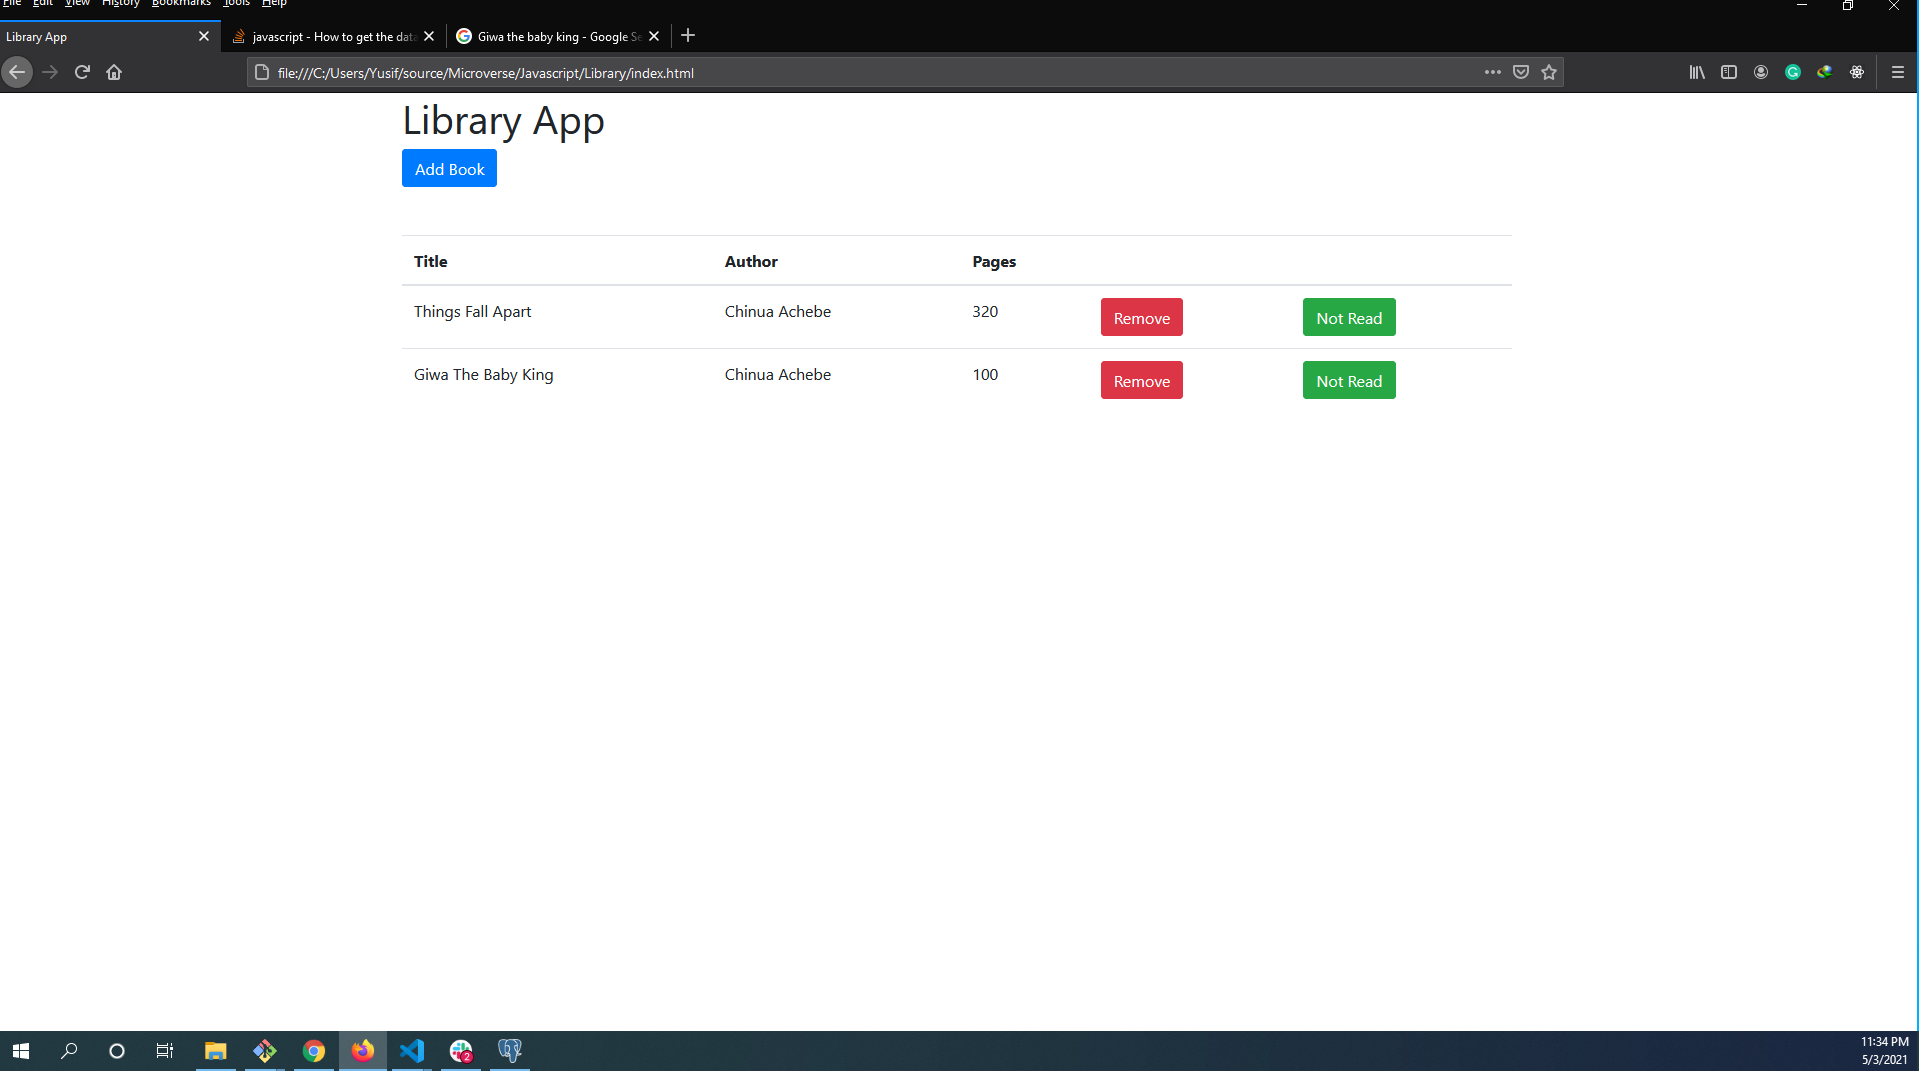 File Edit View History Bookmarks Tools Help
Library App
javascript - How to get the data
Giwa the baby king - Google Se
file:///C:/Users/Yusif/source/Microverse/Javascript/Library/index.html
Library App
Add Book
Title Author Pages
Things Fall Apart Chinua Achebe 320 Remove Not Read
Giwa The Baby King Chinua Achebe 100 Remove Not Read
2
11:34 PM
5/3/2021